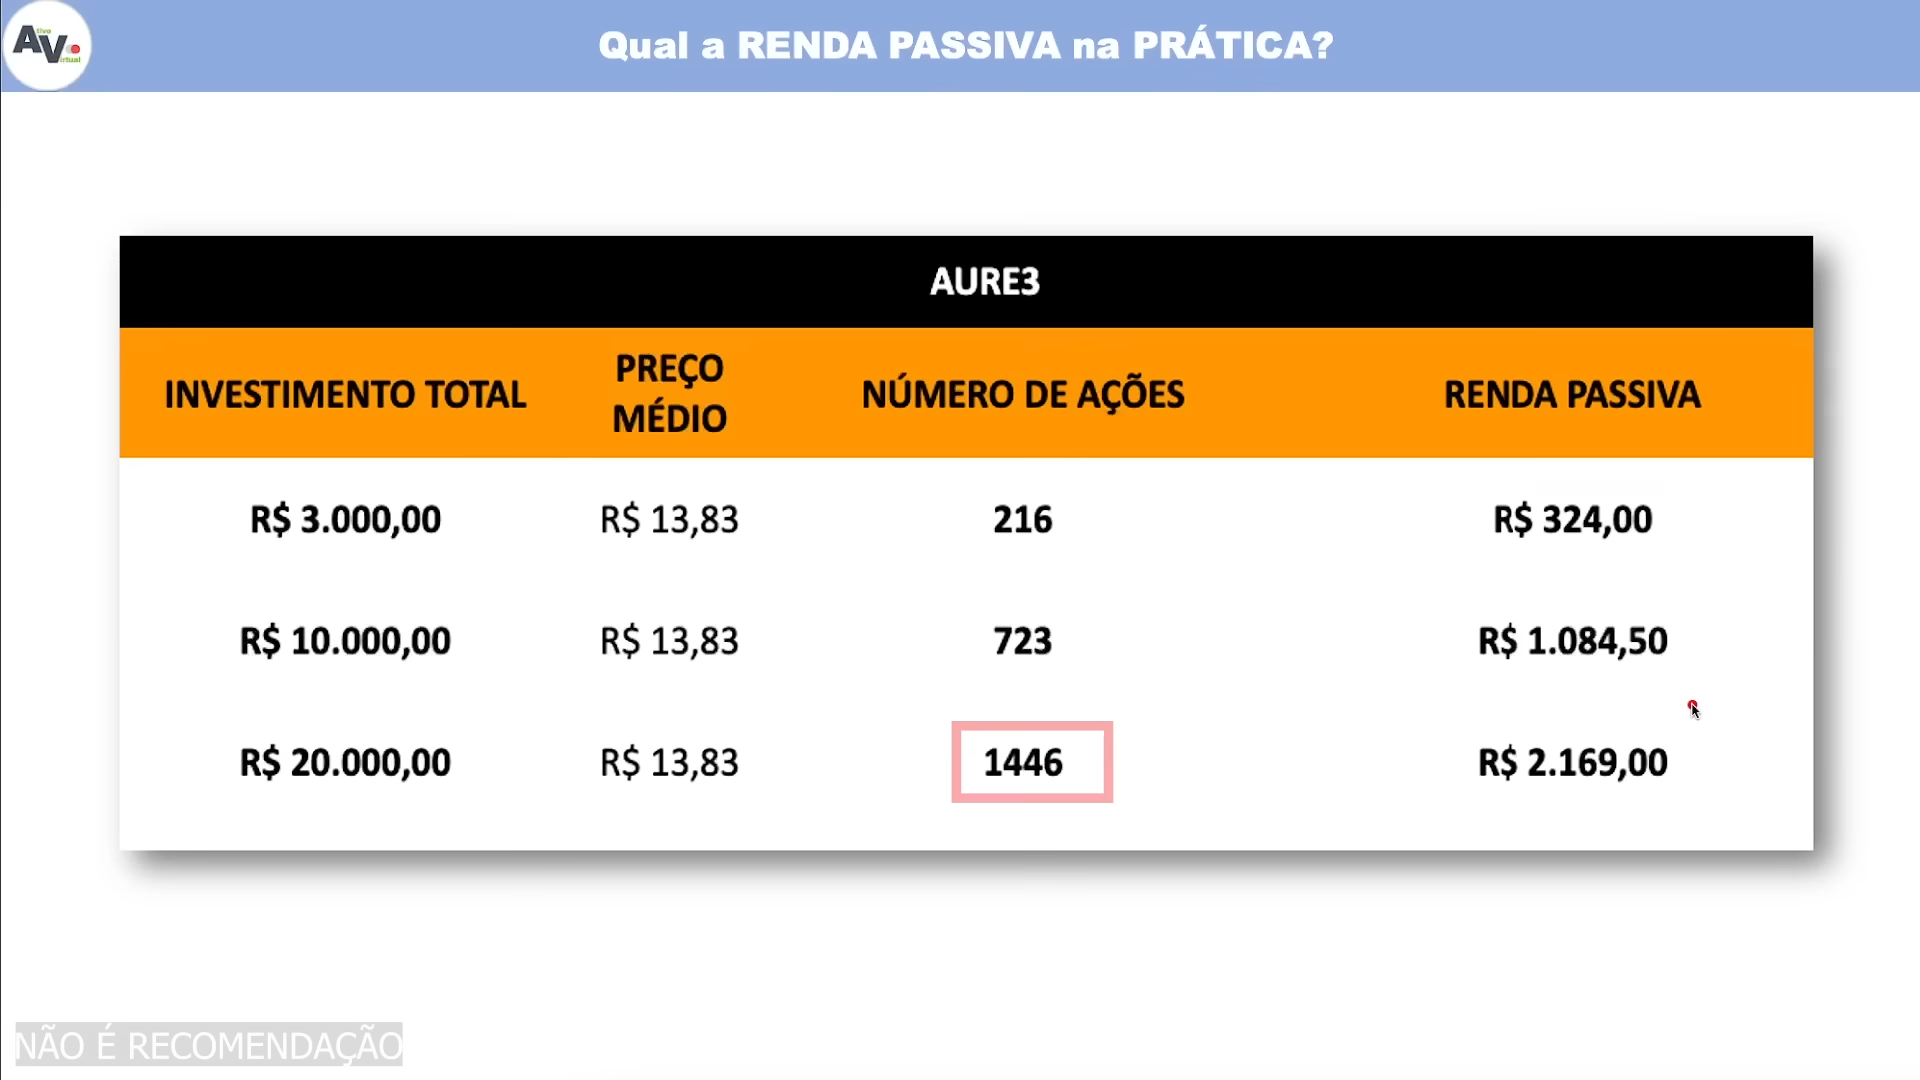 Ativo Virtual
Qual a RENDA PASSIVA na PRÁTICA?
AURE3
INVESTIMENTO TOTAL PREÇO MÉDIO NÚMERO DE AÇÕES RENDA PASSIVA
R$ 3.000,00 R$ 13,83 216 R$ 324,00
R$ 10.000,00 R$ 13,83 723 R$ 1.084,50
R$ 20.000,00 R$ 13,83 1446 R$ 2.169,00
NÃO É RECOMENDAÇÃO